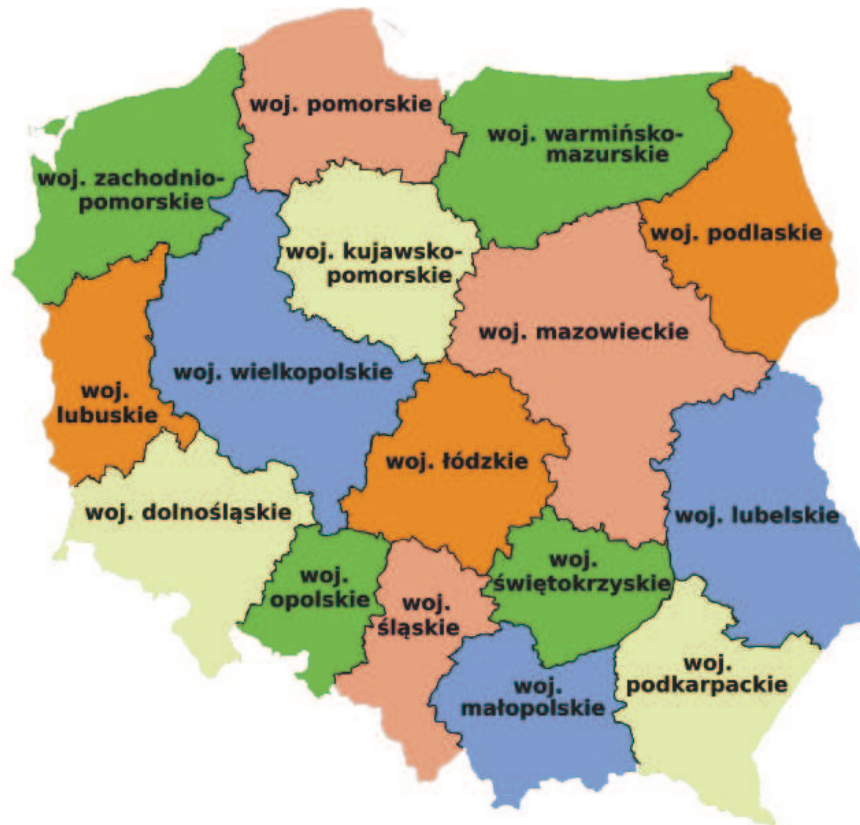 woj. pomorskie
woj. warmińsko-
mazurskie
woj. zachodnio-
pomorskie
woj. podlaskie
woj. kujawsko-
pomorskie
woj. mazowieckie
woj. wielkopolskie
woj.
lubuskie
woj. łódzkie
woj. dolnośląskie
woj. lubelskie
woj.
opolskie
woj.
świętokrzyskie
woj.
śląskie
woj.
podkarpackie
woj.
małopolskie